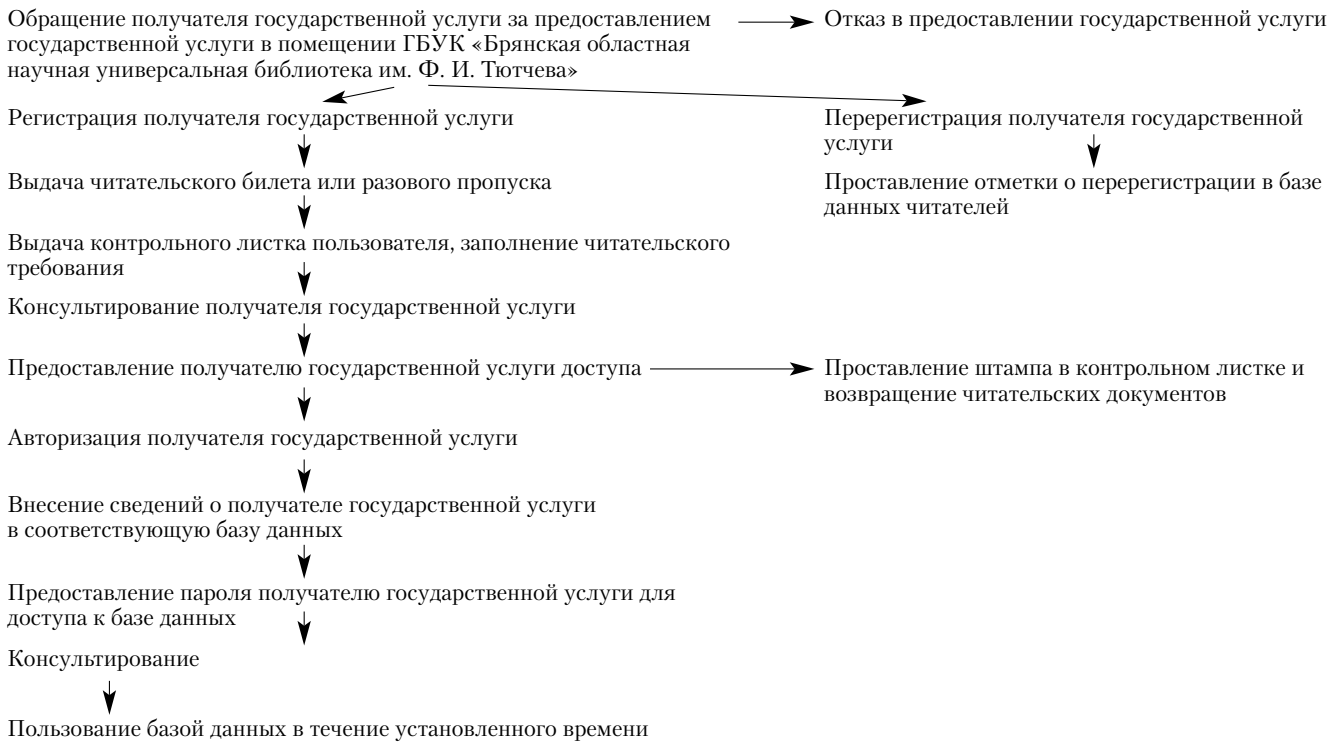 Обращение получателя государственной услуги за предоставлением
государственной услуги в помещении ГБУК «Брянская областная
научная универсальная библиотека им. Ф. И. Тютчева»
Отказ в предоставлении государственной услуги
Регистрация получателя государственной услуги
Перерегистрация получателя государственной
услуги
Выдача читательского билета или разового пропуска
Проставление отметки о перерегистрации в базе
данных читателей
Выдача контрольного листка пользователя, заполнение читательского
требования
Консультирование получателя государственной услуги
Предоставление получателю государственной услуги доступа
Проставление штампа в контрольном листке и
возвращение читательских документов
Авторизация получателя государственной услуги
Внесение сведений о получателе государственной услуги
в соответствующую базу данных
Предоставление пароля получателю государственной услуги для
доступа к базе данных
Консультирование
Пользование базой данных в течение установленного времени